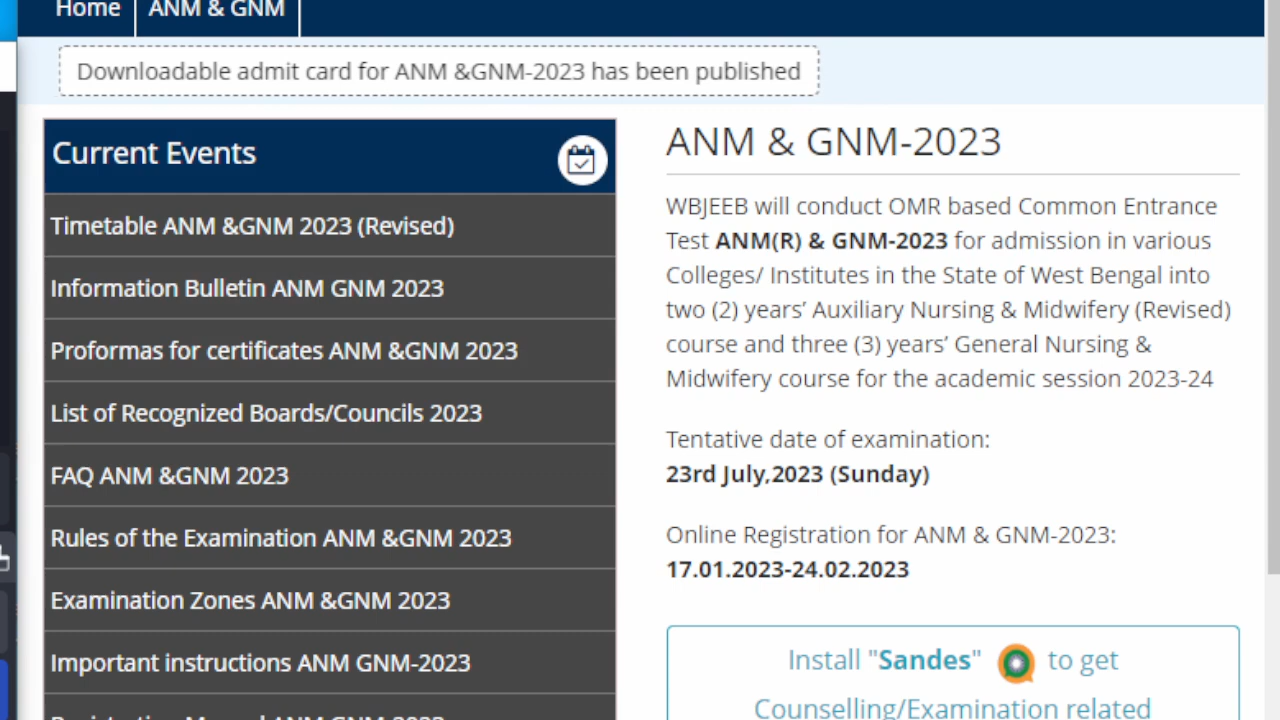 Home
ANM & GNM
Downloadable admit card for ANM &GNM-2023 has been published
Current Events
Timetable ANM &GNM 2023 (Revised)
Information Bulletin ANM GNM 2023
Proformas for certificates ANM &GNM 2023
List of Recognized Boards/Councils 2023
FAQ ANM &GNM 2023
Rules of the Examination ANM &GNM 2023
Examination Zones ANM &GNM 2023
Important instructions ANM GNM-2023
Registration Manual ANM GNM 2023
ANM & GNM-2023
WBJEEB will conduct OMR based Common Entrance
Test ANM(R) & GNM-2023 for admission in various
Colleges/ Institutes in the State of West Bengal into
two (2) years’ Auxiliary Nursing & Midwifery (Revised)
course and three (3) years’ General Nursing &
Midwifery course for the academic session 2023-24
Tentative date of examination:
23rd July,2023 (Sunday)
Online Registration for ANM & GNM-2023:
17.01.2023-24.02.2023
Install "Sandes" to get
Counselling/Examination related